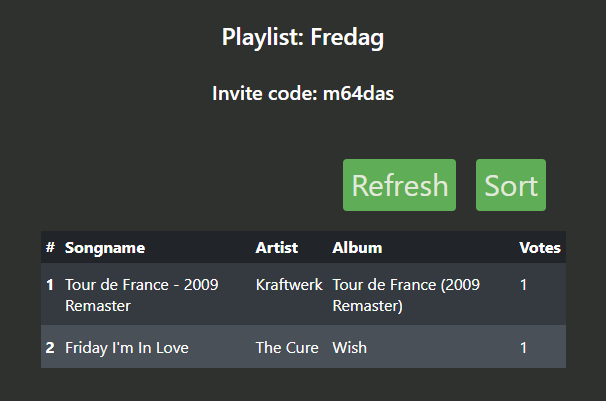 Playlist: Fredag
Invite code: m64das
Refresh Sort
# Songname Artist Album Votes
1 Tour de France - 2009 Kraftwerk Tour de France (2009 1
Remaster Remaster)
2 Friday I'm In Love The Cure Wish 1